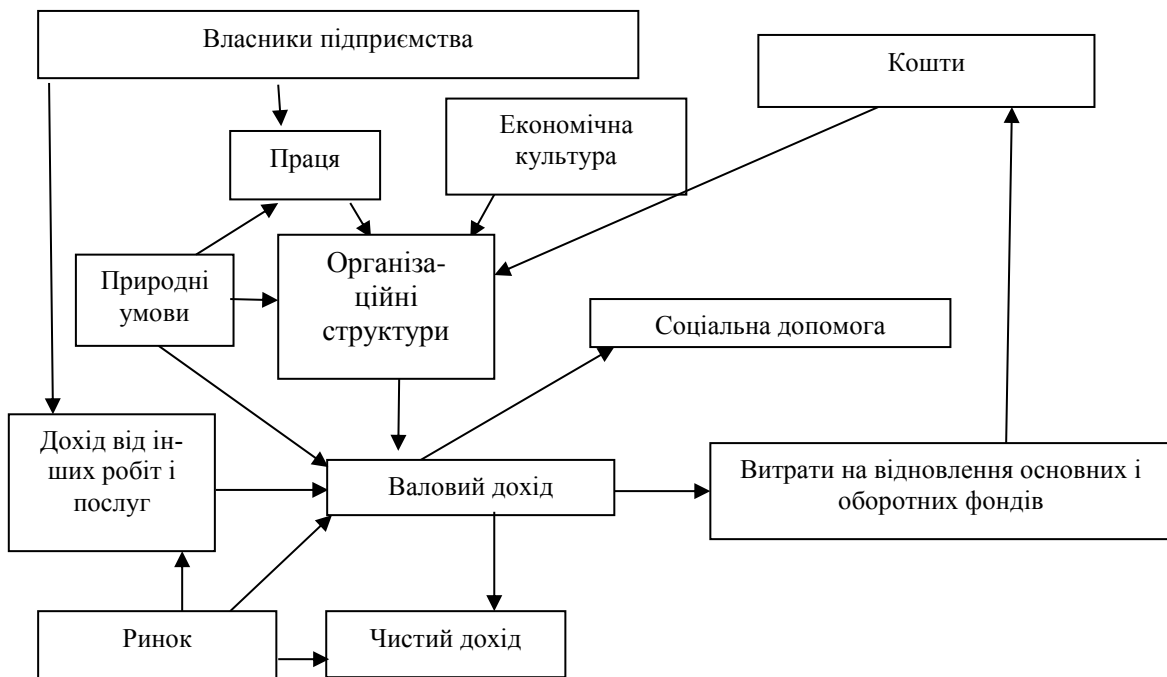 Власники підприємства
Кошти
Економічна
культура
Праця
Організа-
ційні
структури
Природні
умови
Соціальна допомога
Дохід від ін-
ших робіт і
послуг
Валовий дохід
Витрати на відновлення основних і
оборотних фондів
Ринок
Чистий дохід